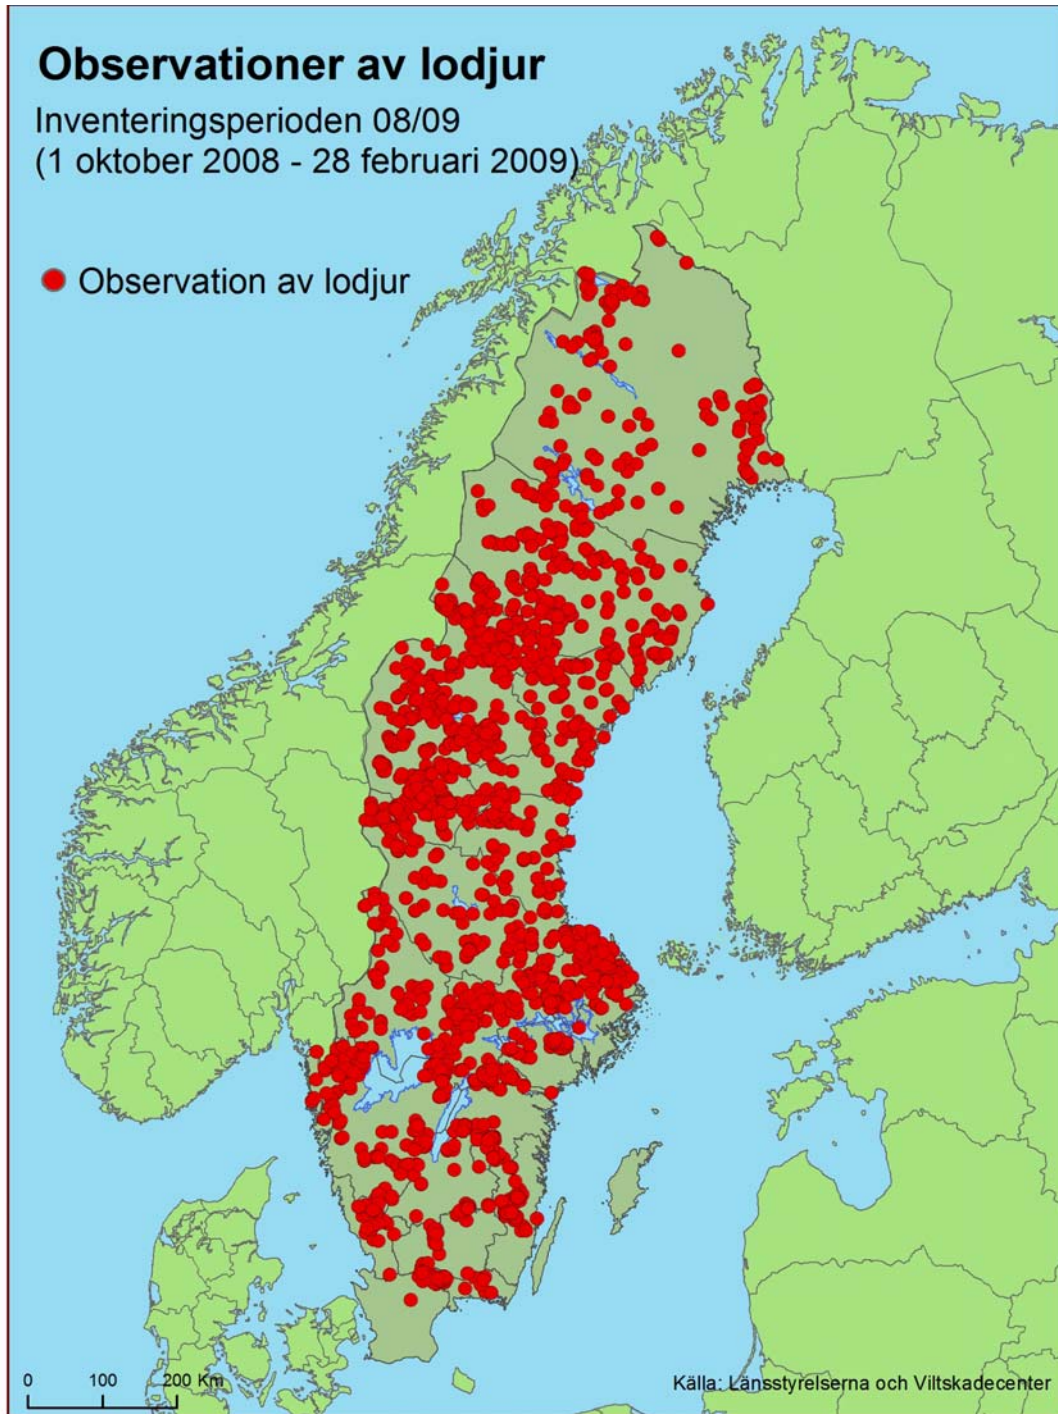 Observationer av lodjur
Inventeringsperioden 08/09
(1 oktober 2008 - 28 februari 2009)
Observation av lodjur
0 100 200 Km
Källa: Länsstyrelserna och Viltskadecenter